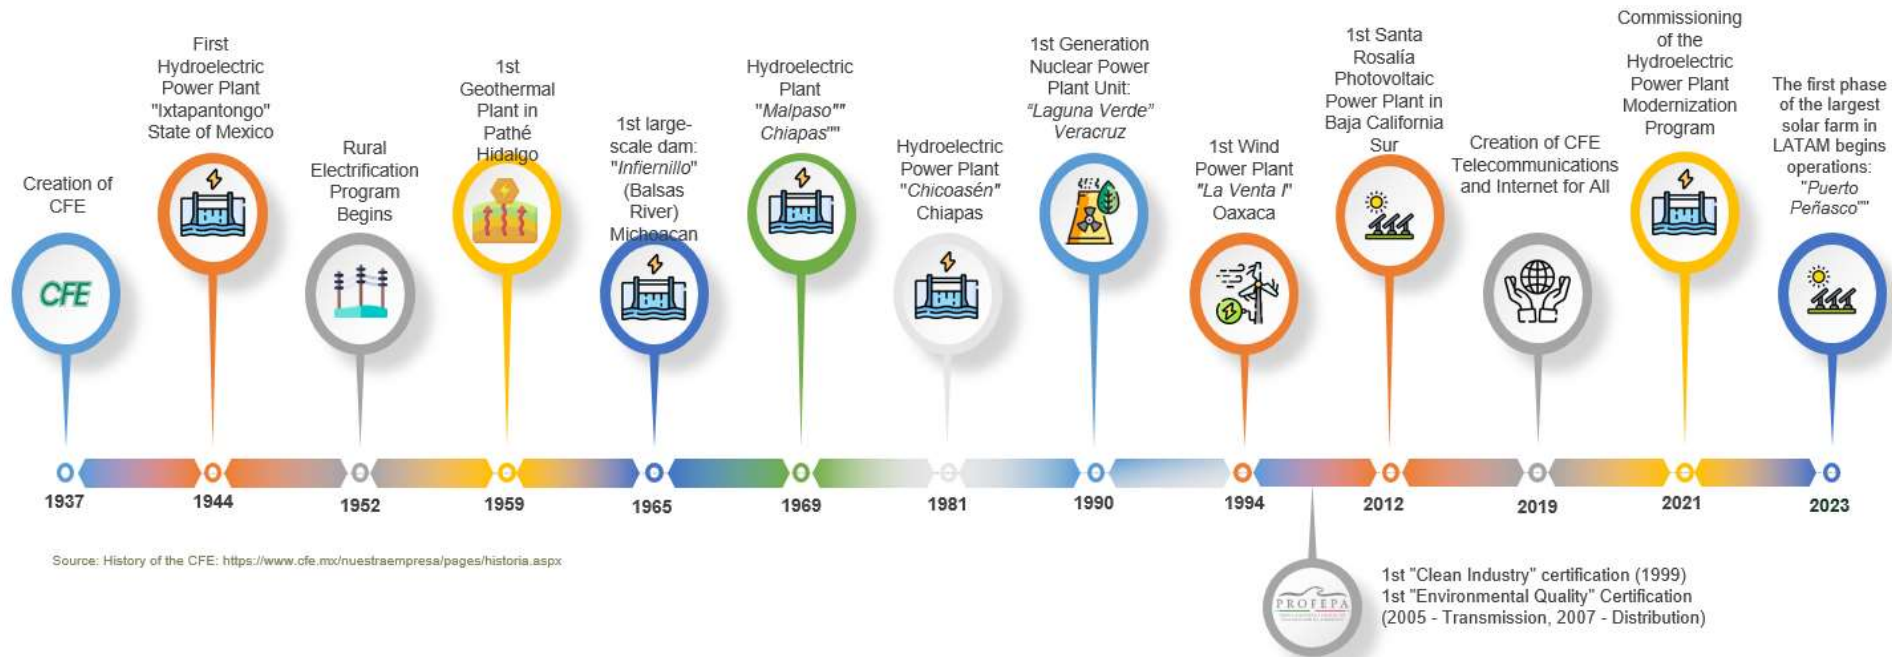 Creation of
CFE
CFE
1937
First
Hydroelectric
Power Plant
"Ixtapantongo"
State of Mexico
1944
Rural
Electrification
Program
Begins
1952
1st
Geothermal
Plant in
Pathé
Hidalgo
1959
1st large-
scale dam:
"Infiernillo"
(Balsas
River)
Michoacan
1965
Hydroelectric
Plant
"Malpaso""
Chiapas""
1969
Hydroelectric
Power Plant
"Chicoasén"
Chiapas
1981
1st Generation
Nuclear Power
Plant Unit:
"Laguna Verde"
Veracruz
1990
1st Wind
Power Plant
"La Venta I"
Oaxaca
1994
1st Santa
Rosalía
Photovoltaic
Power Plant in
Baja California
Sur
2012
Creation of CFE
Telecommunications
and Internet for All
2019
Commissioning
of the
Hydroelectric
Power Plant
Modernization
Program
2021
The first phase
of the largest
solar farm in
LATAM begins
operations:
"Puerto
Peñasco""
2023
Source: History of the CFE: https://www.cfe.mx/nuestraempresa/pages/historia.aspx
PROFEPA
1st "Clean Industry" certification (1999)
1st "Environmental Quality" Certification
(2005 - Transmission, 2007 - Distribution)